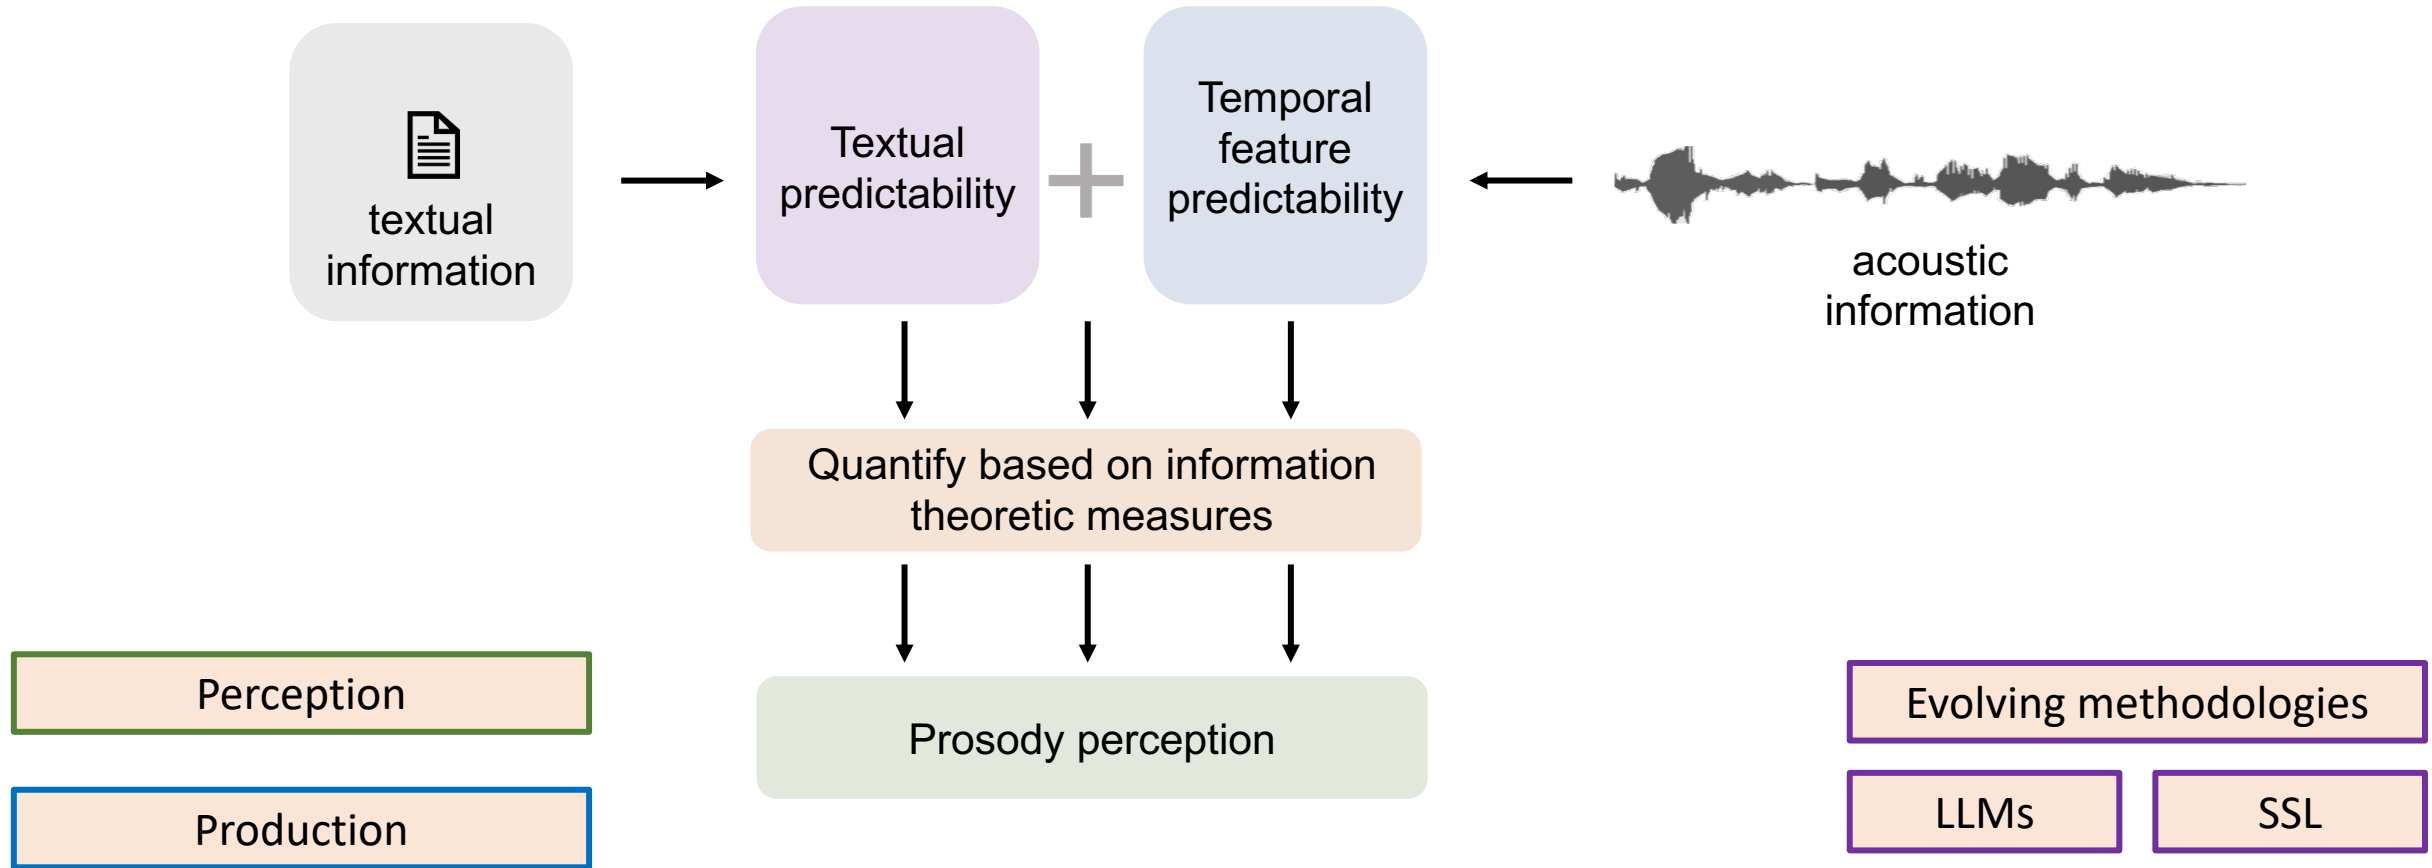 textual
information
Textual
predictability
+
Temporal
feature
predictability
acoustic
information
Quantify based on information
theoretic measures
Prosody perception
Perception
Production
Evolving methodologies
LLMs
SSL